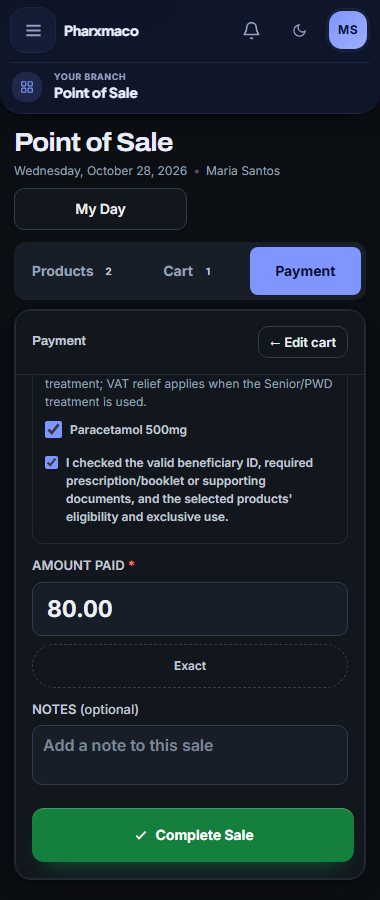 Pharxmaco
MS
YOUR BRANCH
Point of Sale
Point of Sale
Wednesday, October 28, 2026 • Maria Santos
My Day
Products 2 Cart 1 Payment
Payment ← Edit cart
treatment; VAT relief applies when the Senior/PWD
treatment is used.
Paracetamol 500mg
I checked the valid beneficiary ID, required
prescription/booklet or supporting
documents, and the selected products'
eligibility and exclusive use.
AMOUNT PAID *
80.00
Exact
NOTES (optional)
Add a note to this sale
✓ Complete Sale